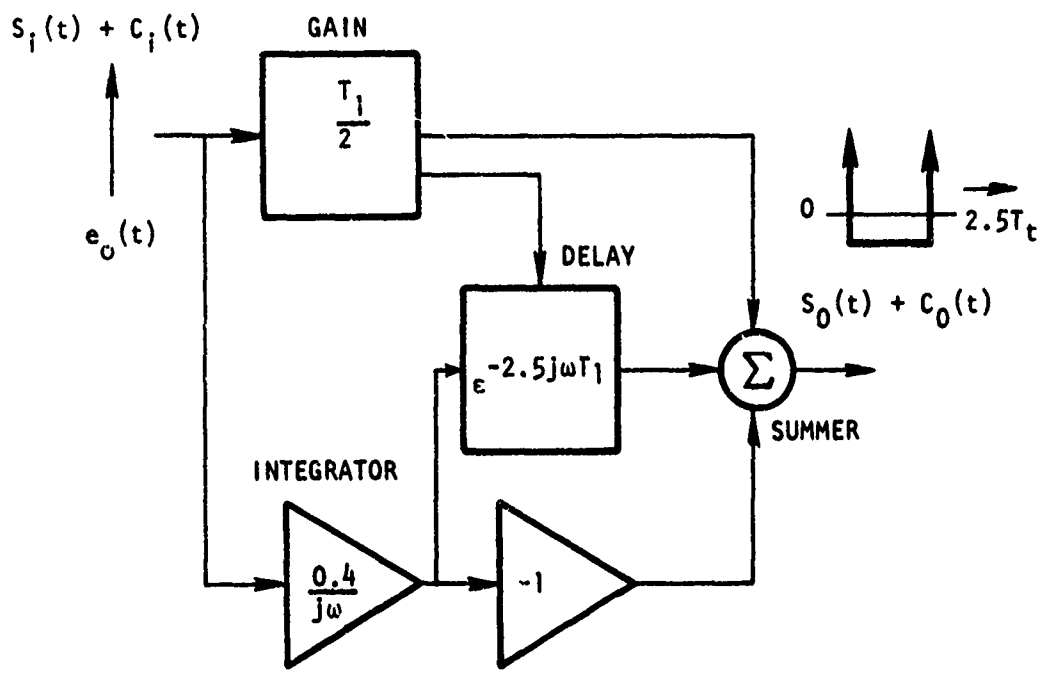 S_i(t) + C_i(t)
GAIN
T_1
2
e_o(t)
0
2.5T_t
DELAY
S_0(t) + C_0(t)
ε^-2.5jωT_1
Σ
SUMMER
INTEGRATOR
0.4
jω
-1